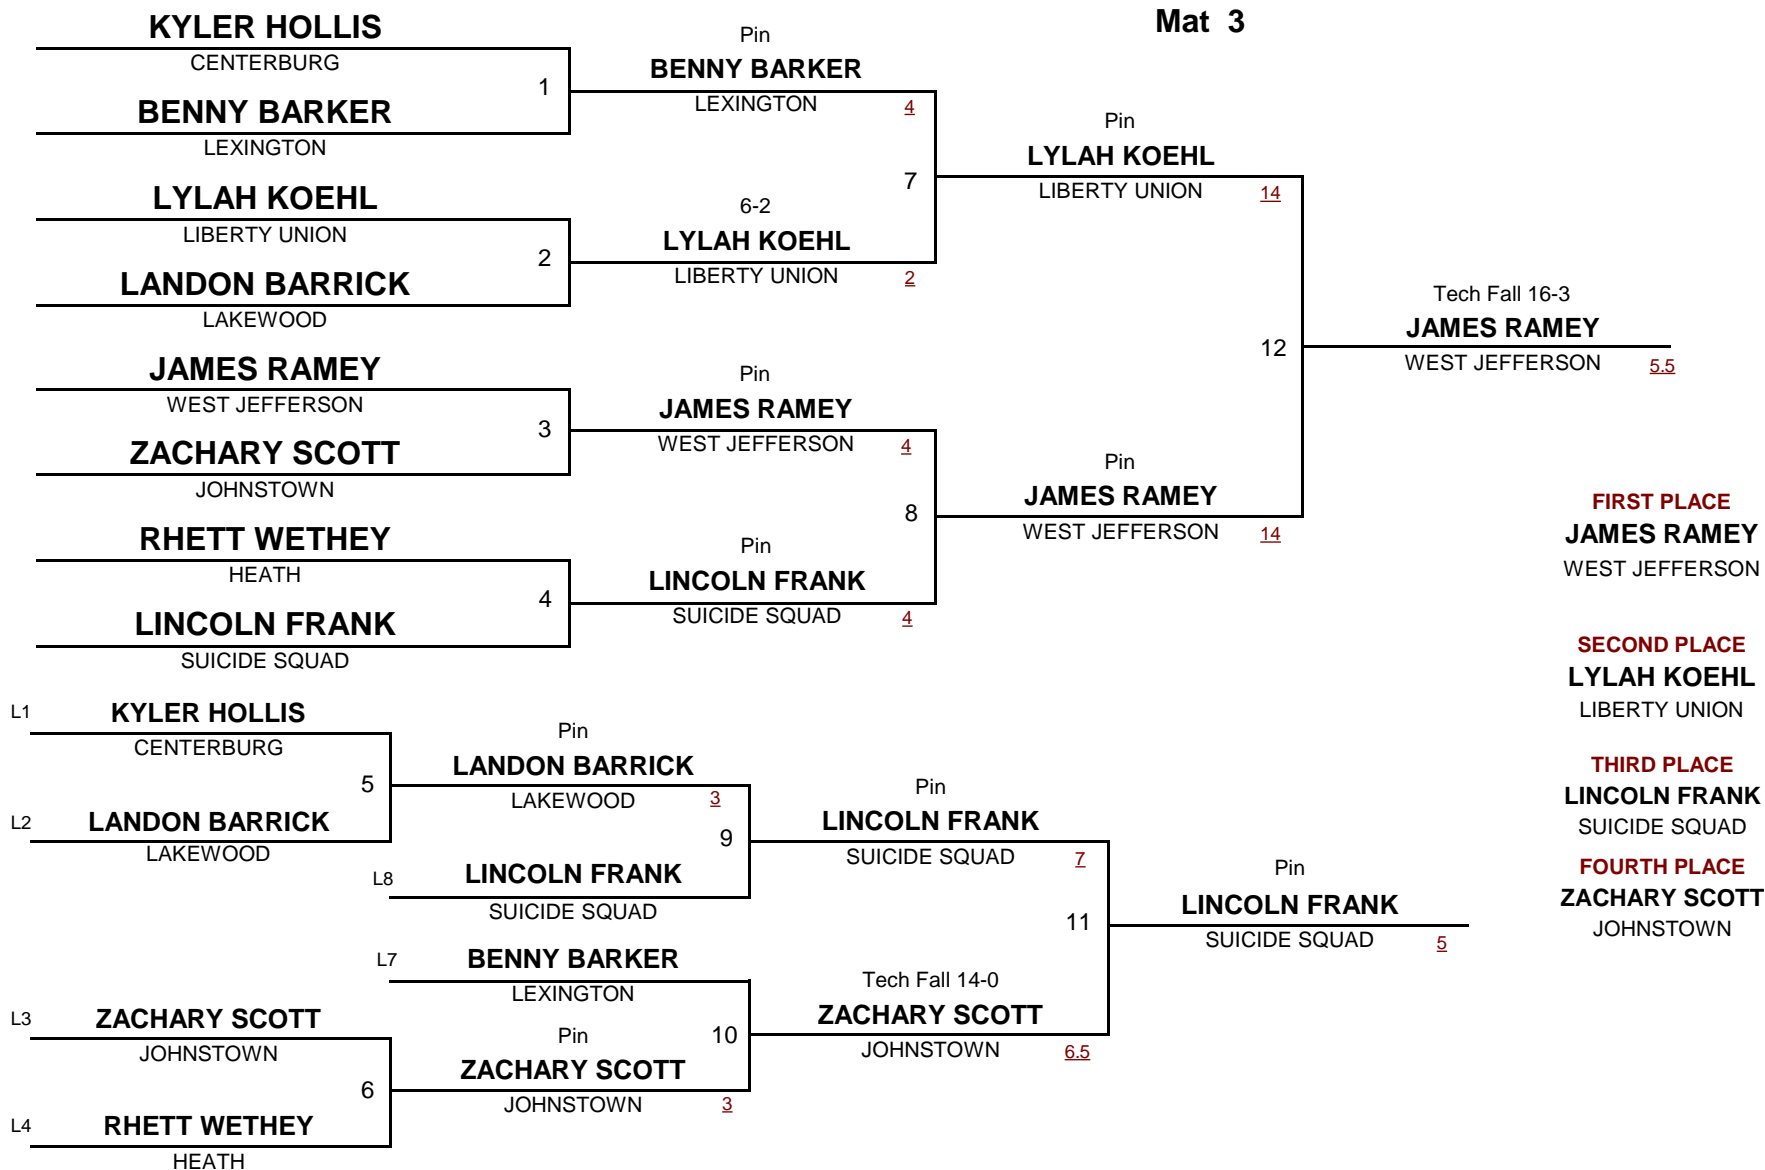 Mat 3
KYLER HOLLIS
CENTERBURG
1
BENNY BARKER
LEXINGTON
Pin
BENNY BARKER
LEXINGTON
4
LYLAH KOEHL
LIBERTY UNION
2
LANDON BARRICK
LAKEWOOD
6-2
LYLAH KOEHL
LIBERTY UNION
2
7
Pin
LYLAH KOEHL
LIBERTY UNION
14
JAMES RAMEY
WEST JEFFERSON
3
ZACHARY SCOTT
JOHNSTOWN
Pin
JAMES RAMEY
WEST JEFFERSON
4
RHETT WETHEY
HEATH
4
LINCOLN FRANK
SUICIDE SQUAD
Pin
LINCOLN FRANK
SUICIDE SQUAD
4
8
Pin
JAMES RAMEY
WEST JEFFERSON
14
12
Tech Fall 16-3
JAMES RAMEY
WEST JEFFERSON
5.5
L1
KYLER HOLLIS
CENTERBURG
5
L2
LANDON BARRICK
LAKEWOOD
Pin
LANDON BARRICK
LAKEWOOD
3
9
L8
LINCOLN FRANK
SUICIDE SQUAD
Pin
LINCOLN FRANK
SUICIDE SQUAD
7
L7
BENNY BARKER
LEXINGTON
10
L3
ZACHARY SCOTT
JOHNSTOWN
6
L4
RHETT WETHEY
HEATH
Pin
ZACHARY SCOTT
JOHNSTOWN
3
Tech Fall 14-0
ZACHARY SCOTT
JOHNSTOWN
6.5
11
Pin
LINCOLN FRANK
SUICIDE SQUAD
5
FIRST PLACE
JAMES RAMEY
WEST JEFFERSON
SECOND PLACE
LYLAH KOEHL
LIBERTY UNION
THIRD PLACE
LINCOLN FRANK
SUICIDE SQUAD
FOURTH PLACE
ZACHARY SCOTT
JOHNSTOWN